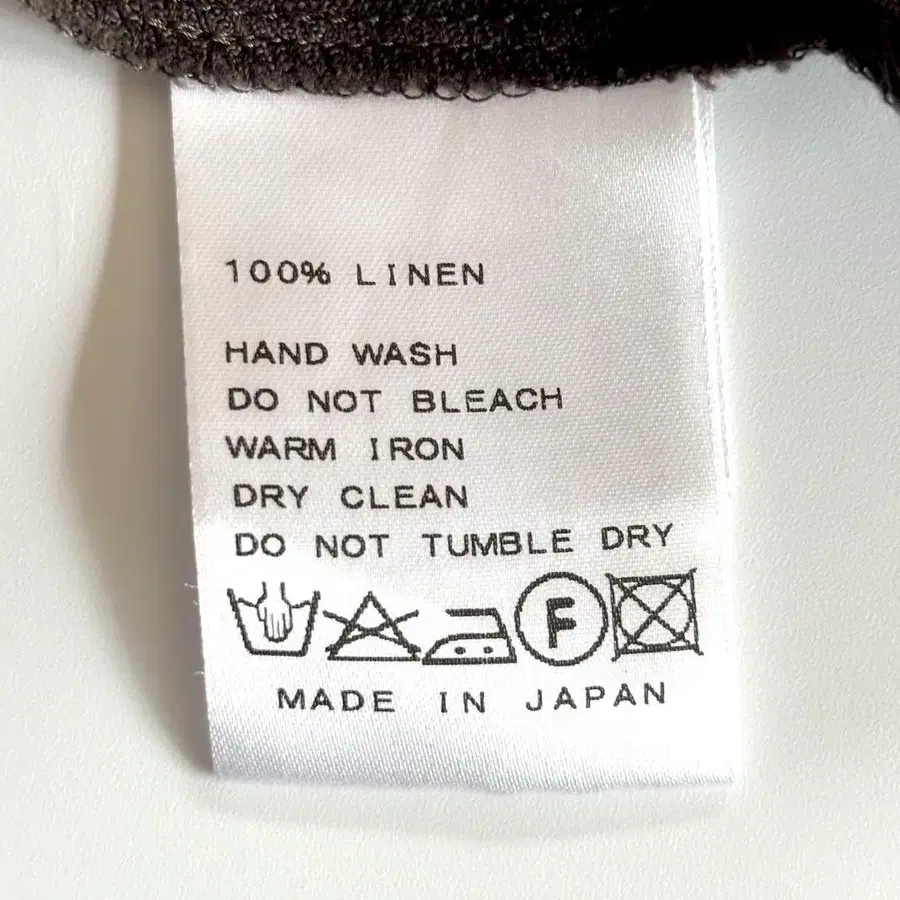 100% LINEN
HAND WASH
DO NOT BLEACH
WARM IRON
DRY CLEAN
DO NOT TUMBLE DRY
F
MADE IN JAPAN